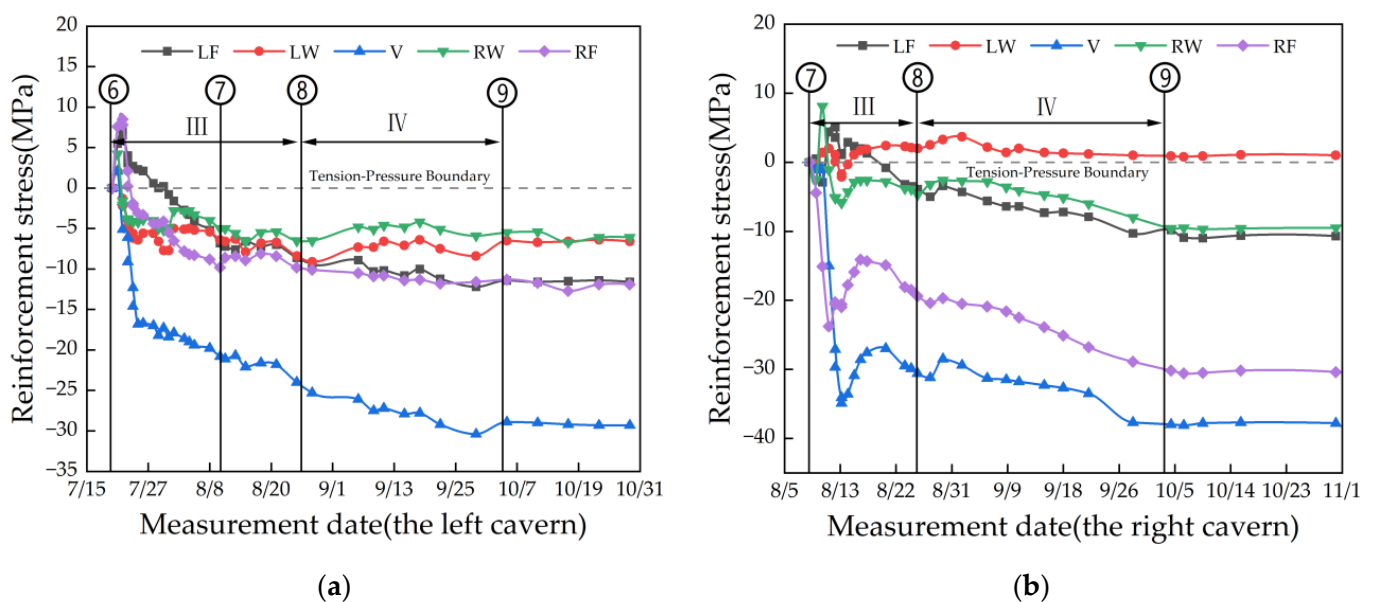 20
15
10
5
0
−5
−10
−15
−20
−25
−30
−35
Reinforcement stress(MPa)
LF LW V RW RF
⑥ ⑦ ⑧ ⑨
III IV
Tension-Pressure Boundary
7/15 7/27 8/8 8/20 9/1 9/13 9/25 10/7 10/19 10/31
Measurement date(the left cavern)
(a)
20
10
0
−10
−20
−30
−40
Reinforcement stress(MPa)
LF LW V RW RF
⑦ ⑧ ⑨
III IV
Tension-Pressure Boundary
8/5 8/13 8/22 8/31 9/9 9/18 9/26 10/5 10/14 10/23 11/1
Measurement date(the right cavern)
(b)